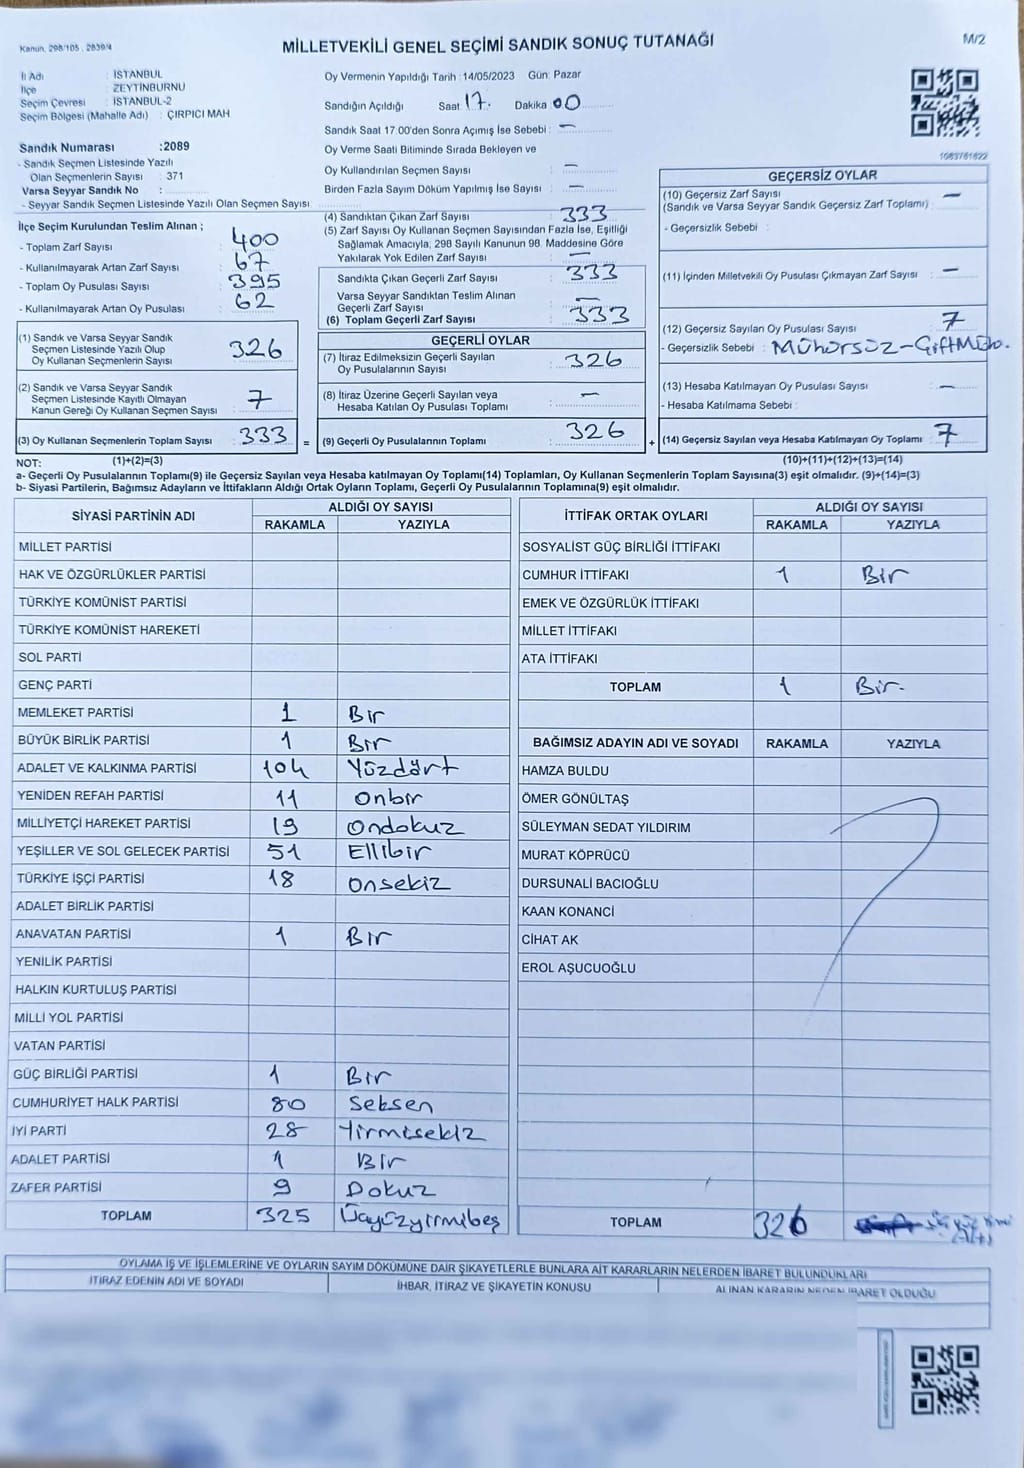 Kanun, 298/105 , 2839/4
MİLLETVEKİLİ GENEL SEÇİMİ SANDIK SONUÇ TUTANAĞI
M/2
İl Adı : İSTANBUL
İlçe : ZEYTİNBURNU
Seçim Çevresi : İSTANBUL-2
Seçim Bölgesi (Mahalle Adı) : ÇIRPICI MAH
Sandık Numarası :2089
- Sandık Seçmen Listesinde Yazılı
Olan Seçmenlerin Sayısı : 371
Varsa Seyyar Sandık No :
- Seyyar Sandık Seçmen Listesinde Yazılı Olan Seçmen Sayısı:
İlçe Seçim Kurulundan Teslim Alınan ;
- Toplam Zarf Sayısı : 400
- Kullanılmayarak Artan Zarf Sayısı : 67
- Toplam Oy Pusulası Sayısı : 395
- Kullanılmayarak Artan Oy Pusulası : 62
(1) Sandık ve Varsa Seyyar Sandık
Seçmen Listesinde Yazılı Olup
Oy Kullanan Seçmenlerin Sayısı : 326
(2) Sandık ve Varsa Seyyar Sandık
Seçmen Listesinde Kayıtlı Olmayan
Kanun Gereği Oy Kullanan Seçmen Sayısı : 7
(3) Oy Kullanan Seçmenlerin Toplam Sayısı : 333
Oy Vermenin Yapıldığı Tarih :14/05/2023 Gün: Pazar
Sandığın Açıldığı Saat 17. Dakika :00
Sandık Saat 17.00'den Sonra Açımış İse Sebebi : —
Oy Verme Saati Bitiminde Sırada Bekleyen ve
Oy Kullandırılan Seçmen Sayısı : —
Birden Fazla Sayım Döküm Yapılmış İse Sayısı : —
(4) Sandıktan Çıkan Zarf Sayısı : 333
(5) Zarf Sayısı Oy Kullanan Seçmen Sayısından Fazla İse, Eşitliği
Sağlamak Amacıyla; 298 Sayılı Kanunun 98. Maddesine Göre
Yakılarak Yok Edilen Zarf Sayısı : —
Sandıkta Çıkan Geçerli Zarf Sayısı : 333
Varsa Seyyar Sandıktan Teslim Alınan
Geçerli Zarf Sayısı : —
(6) Toplam Geçerli Zarf Sayısı : 333
GEÇERLİ OYLAR
(7) İtiraz Edilmeksizin Geçerli Sayılan
Oy Pusulalarının Sayısı : 326
(8) İtiraz Üzerine Geçerli Sayılan veya
Hesaba Katılan Oy Pusulası Toplamı : —
= (9) Geçerli Oy Pusulalarının Toplamı : 326
1083761622
GEÇERSİZ OYLAR
(10) Geçersiz Zarf Sayısı —
(Sandık ve Varsa Seyyar Sandık Geçersiz Zarf Toplamı) :
- Geçersizlik Sebebi :
(11) İçinden Milletvekili Oy Pusulası Çıkmayan Zarf Sayısı : —
(12) Geçersiz Sayılan Oy Pusulası Sayısı : 7
- Geçersizlik Sebebi : Mühürsüz-Çift Müh.
(13) Hesaba Katılmayan Oy Pusulası Sayısı : —
- Hesaba Katılmama Sebebi :
+ (14) Geçersiz Sayılan veya Hesaba Katılmayan Oy Toplamı : 7
NOT: (1)+(2)=(3) (10)+(11)+(12)+(13)=(14)
a- Geçerli Oy Pusulalarının Toplamı(9) ile Geçersiz Sayılan veya Hesaba katılmayan Oy Toplamı(14) Toplamları, Oy Kullanan Seçmenlerin Toplam Sayısına(3) eşit olmalıdır. (9)+(14)=(3)
b- Siyasi Partilerin, Bağımsız Adayların ve İttifakların Aldığı Ortak Oyların Toplamı, Geçerli Oy Pusulalarının Toplamına(9) eşit olmalıdır.
SİYASİ PARTİNİN ADI ALDIĞI OY SAYISI
RAKAMLA YAZIYLA
MİLLET PARTİSİ
HAK VE ÖZGÜRLÜKLER PARTİSİ
TÜRKİYE KOMÜNİST PARTİSİ
TÜRKİYE KOMÜNİST HAREKETİ
SOL PARTİ
GENÇ PARTİ
MEMLEKET PARTİSİ 1 Bir
BÜYÜK BİRLİK PARTİSİ 1 Bir
ADALET VE KALKINMA PARTİSİ 104 Yüzdört
YENİDEN REFAH PARTİSİ 11 Onbir
MİLLİYETÇİ HAREKET PARTİSİ 19 Ondokuz
YEŞİLLER VE SOL GELECEK PARTİSİ 51 Ellibir
TÜRKİYE İŞÇİ PARTİSİ 18 onsekiz
ADALET BİRLİK PARTİSİ
ANAVATAN PARTİSİ 1 Bir
YENİLİK PARTİSİ
HALKIN KURTULUŞ PARTİSİ
MİLLİ YOL PARTİSİ
VATAN PARTİSİ
GÜÇ BİRLİĞİ PARTİSİ 1 Bir
CUMHURİYET HALK PARTİSİ 80 Seksen
İYİ PARTİ 28 Yirmisekiz
ADALET PARTİSİ 1 Bir
ZAFER PARTİSİ 9 Dokuz
TOPLAM 325 Üçyüzyirmibeş
İTTİFAK ORTAK OYLARI ALDIĞI OY SAYISI
RAKAMLA YAZIYLA
SOSYALİST GÜÇ BİRLİĞİ İTTİFAKI
CUMHUR İTTİFAKI 1 Bir
EMEK VE ÖZGÜRLÜK İTTİFAKI
MİLLET İTTİFAKI
ATA İTTİFAKI
TOPLAM 1 Bir.
BAĞIMSIZ ADAYIN ADI VE SOYADI RAKAMLA YAZIYLA
HAMZA BULDU
ÖMER GÖNÜLTAŞ
SÜLEYMAN SEDAT YILDIRIM
MURAT KÖPRÜCÜ
DURSUNALİ BACIOĞLU
KAAN KONANCİ
CİHAT AK
EROL AŞUCUOĞLU
TOPLAM 326
OYLAMA İŞ VE İŞLEMLERİNE VE OYLARIN SAYIM DÖKÜMÜNE DAİR ŞİKAYETLERLE BUNLARA AİT KARARLARIN NELERDEN İBARET BULUNDUKLARI
İTİRAZ EDENİN ADI VE SOYADI İHBAR, İTİRAZ VE ŞİKAYETİN KONUSU ALINAN KARARIN NEDEN İBARET OLDUĞU